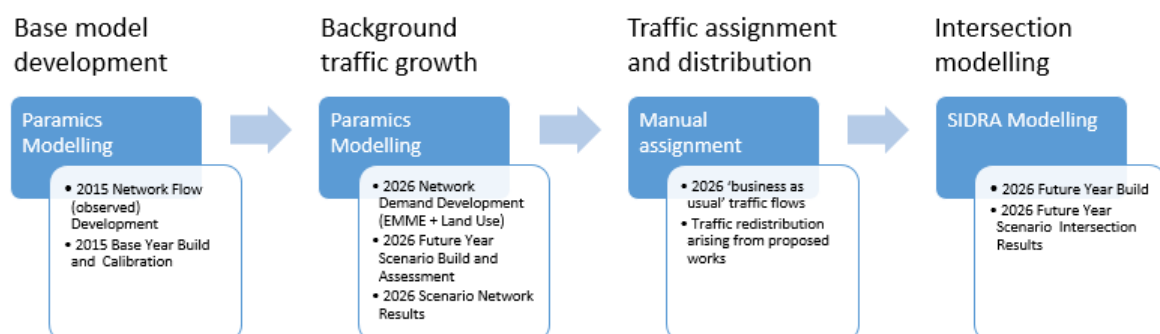 Base model
development
Paramics
Modelling
• 2015 Network Flow
(observed)
Development
• 2015 Base Year Build
and Calibration
Background
traffic growth
Paramics
Modelling
• 2026 Network
Demand Development
(EMME + Land Use)
• 2026 Future Year
Scenario Build and
Assessment
• 2026 Scenario Network
Results
Traffic assignment
and distribution
Manual
assignment
• 2026 'business as
usual' traffic flows
• Traffic redistribution
arising from proposed
works
Intersection
modelling
SIDRA Modelling
• 2026 Future Year Build
• 2026 Future Year
Scenario Intersection
Results